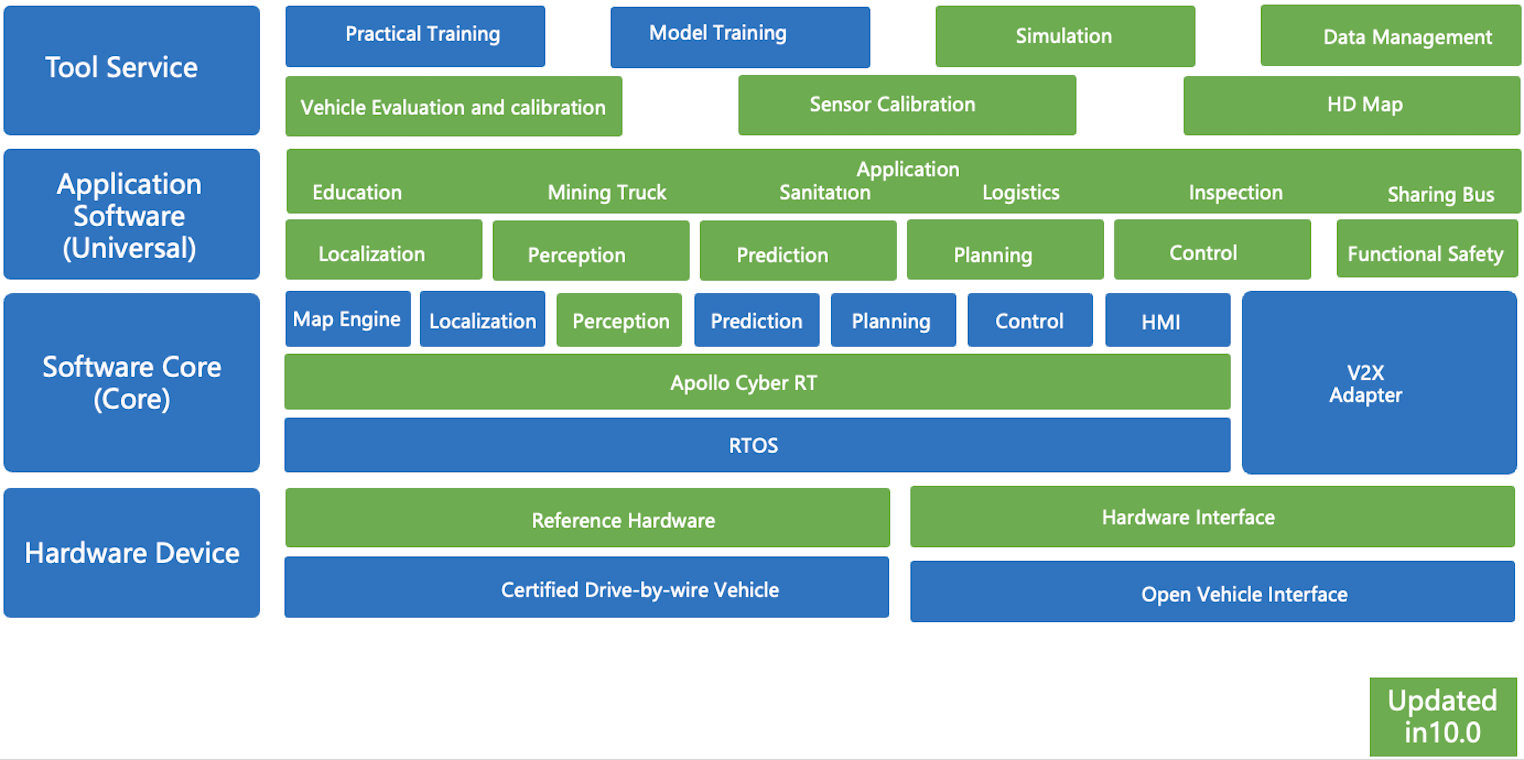 Tool Service
Practical Training
Model Training
Simulation
Data Management
Vehicle Evaluation and calibration
Sensor Calibration
HD Map
Application
Software
(Universal)
Application
Education
Mining Truck
Sanitation
Logistics
Inspection
Sharing Bus
Localization
Perception
Prediction
Planning
Control
Functional Safety
Software Core
(Core)
Map Engine
Localization
Perception
Prediction
Planning
Control
HMI
Apollo Cyber RT
RTOS
V2X
Adapter
Hardware Device
Reference Hardware
Hardware Interface
Certified Drive-by-wire Vehicle
Open Vehicle Interface
Updated
in10.0